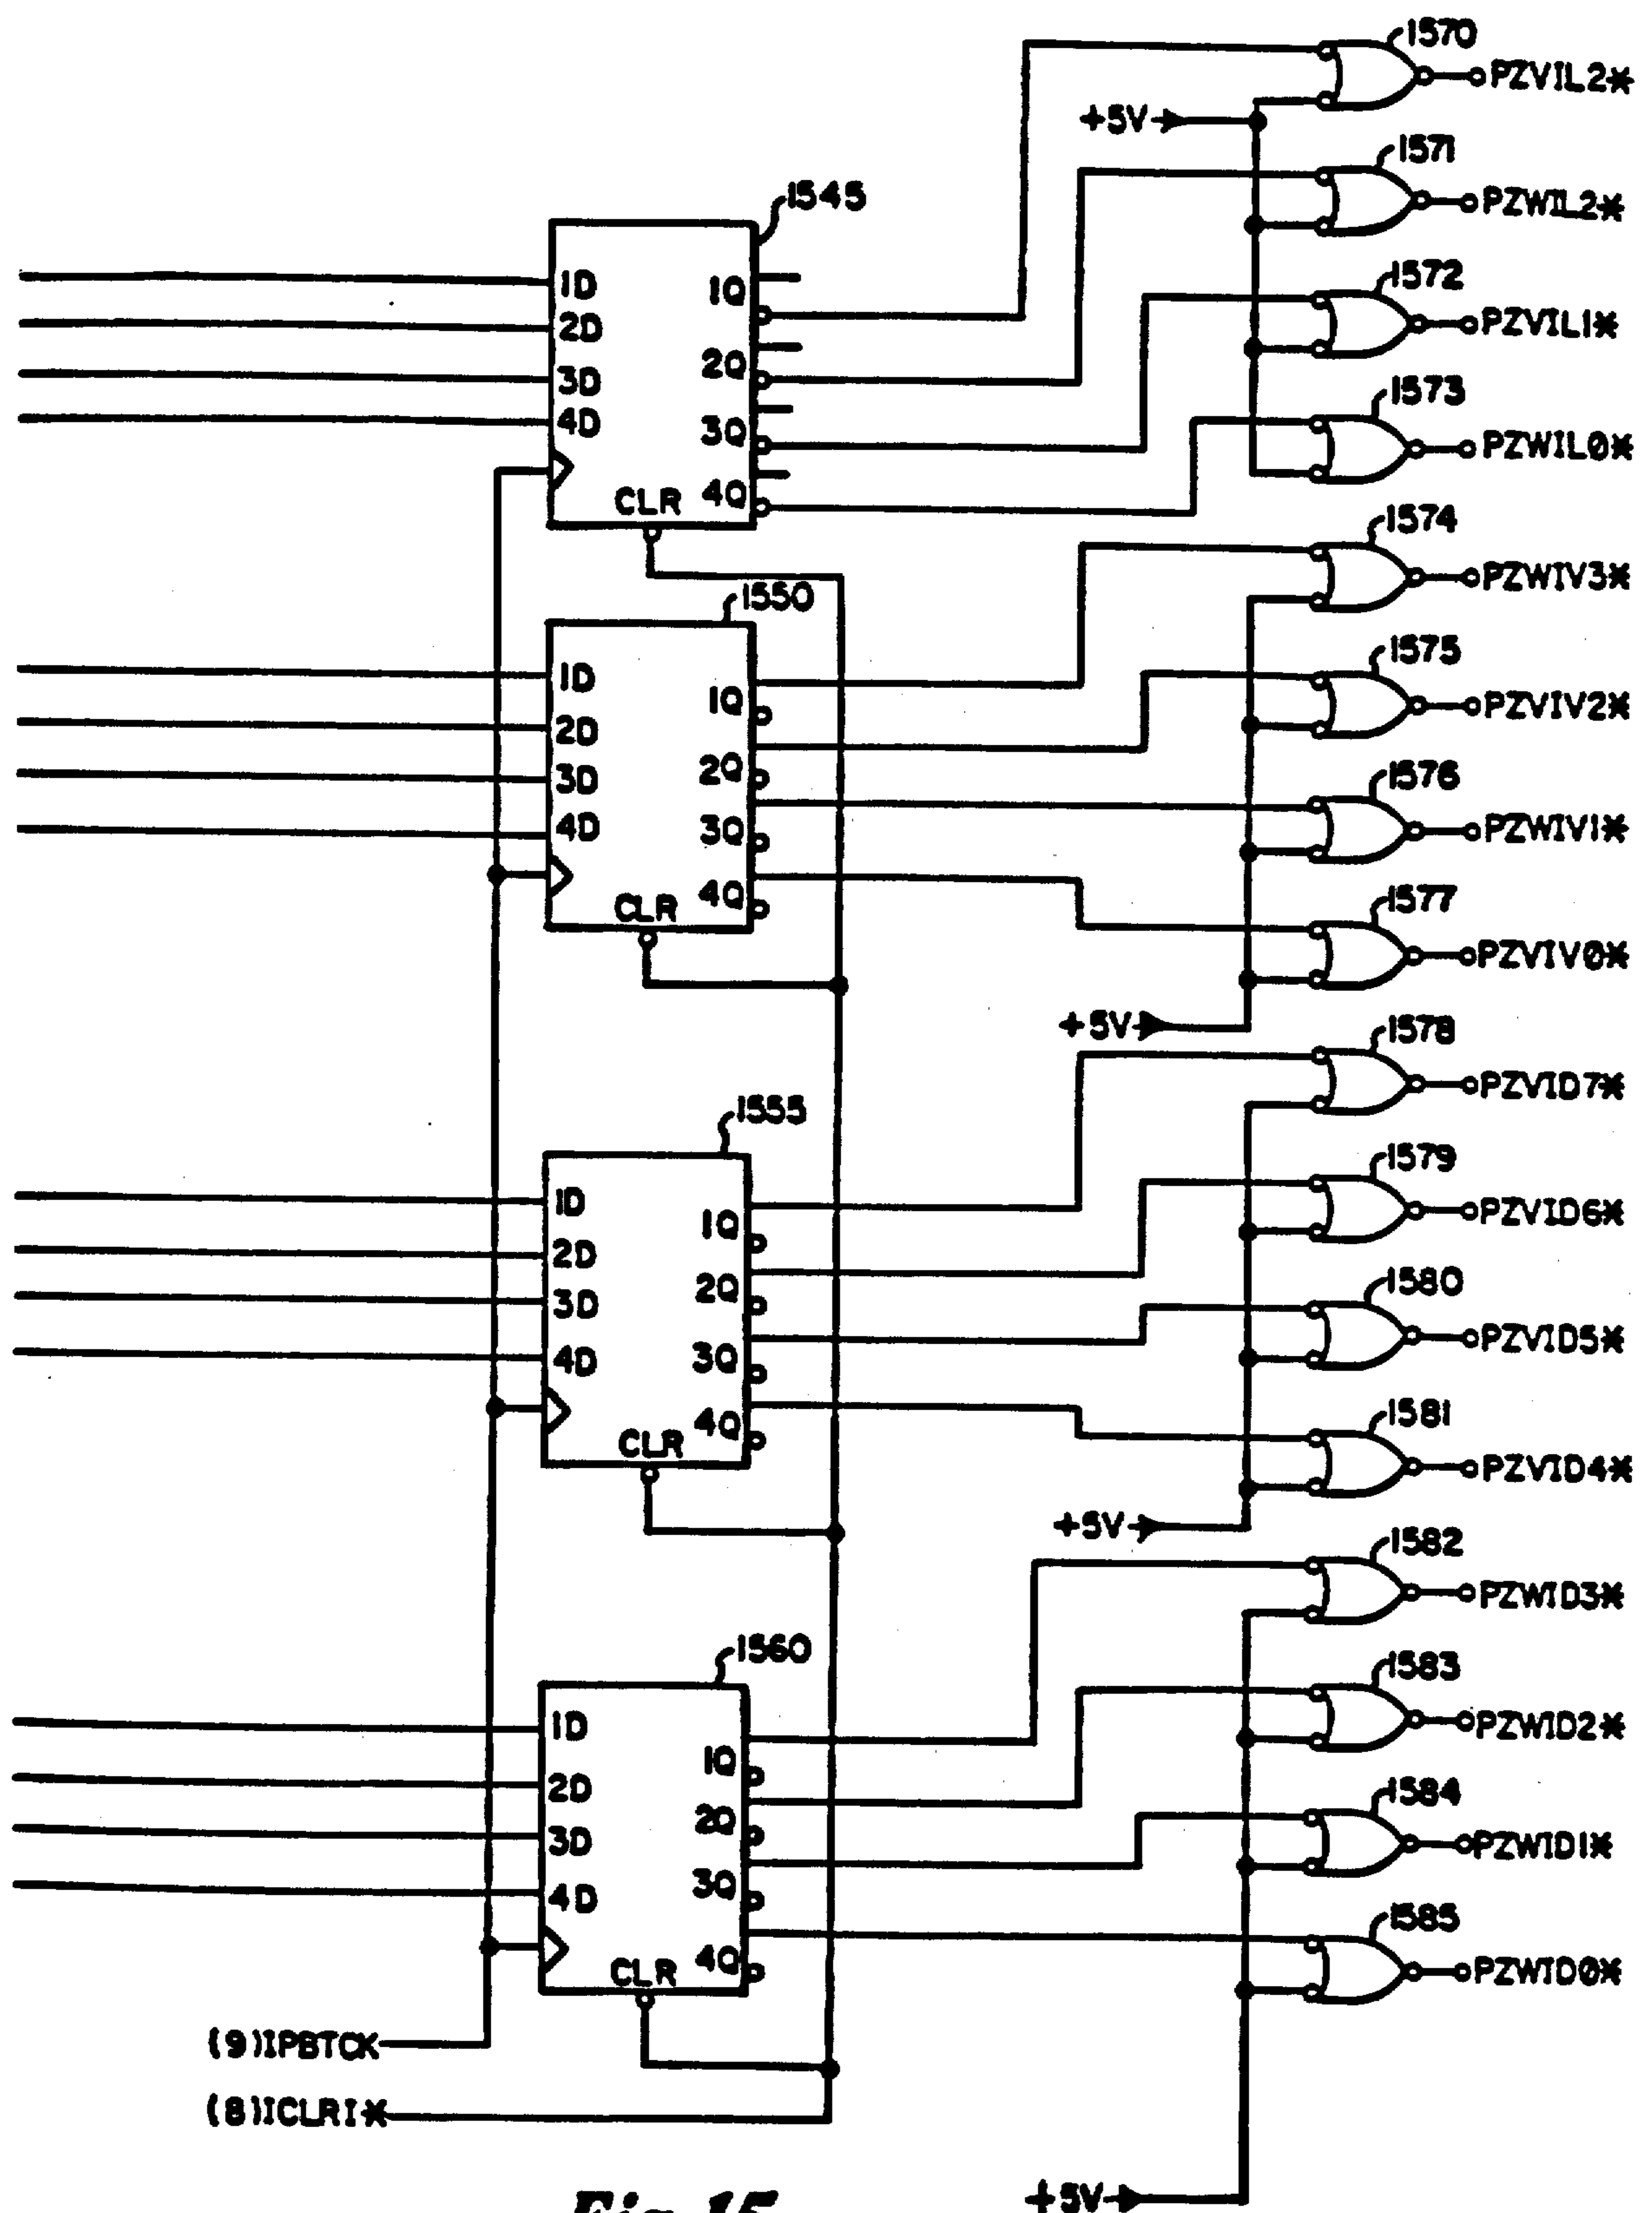 1570
PZVIL2*
+5V
1571
PZWIL2*
1545
1D
2D
3D
4D
1Q
2Q
3Q
4Q
CLR
1572
PZVIL1*
1573
PZWIL0*
1574
PZWIV3*
1550
1D
2D
3D
4D
1Q
2Q
3Q
4Q
CLR
1575
PZVIV2*
1576
PZWIV1*
1577
PZVIV0*
+5V
1578
PZVID7*
1555
1D
2D
3D
4D
1Q
2Q
3Q
4Q
CLR
1579
PZVID6*
1580
PZVID5*
1581
PZVID4*
+5V
1582
PZWID3*
1560
1D
2D
3D
4D
1Q
2Q
3Q
4Q
CLR
1583
PZWID2*
1584
PZWID1*
1585
PZWID0*
(9)IPBTCK
(8)ICLRI*
+5V